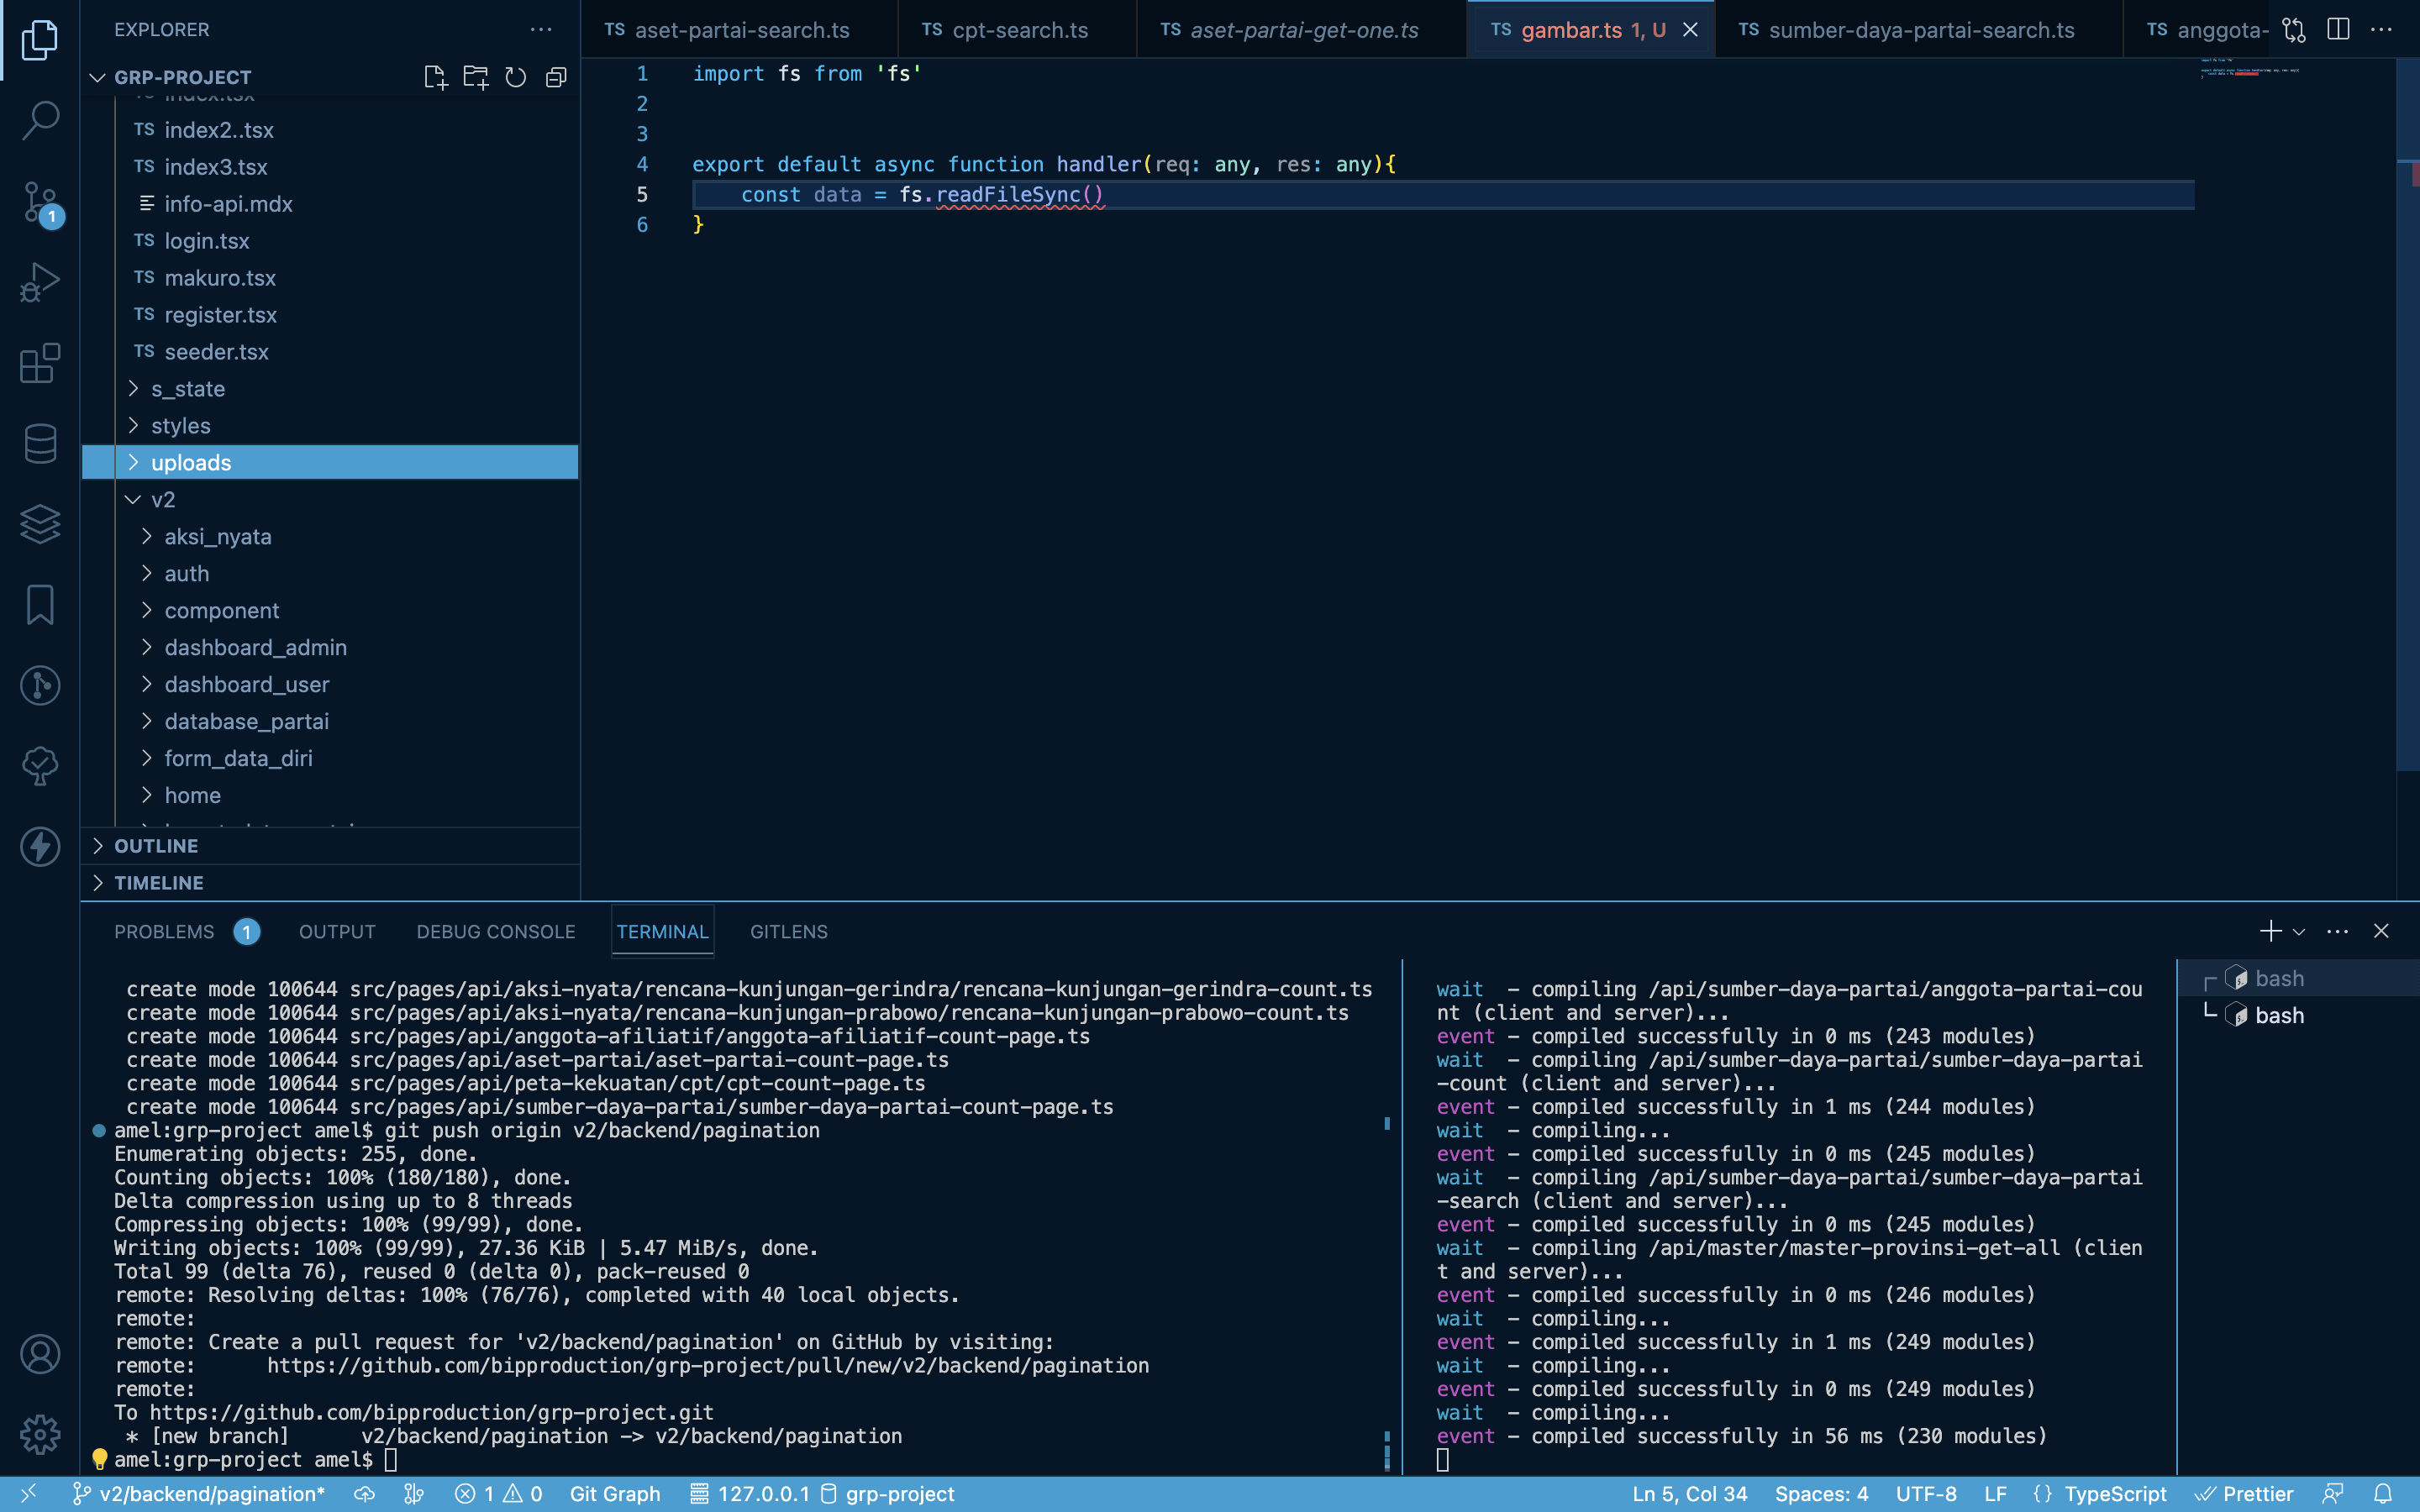 EXPLORER
GRP-PROJECT
index.tsx
TS index2..tsx
TS index3.tsx
info-api.mdx
TS login.tsx
TS makuro.tsx
TS register.tsx
TS seeder.tsx
s_state
styles
uploads
v2
aksi_nyata
auth
component
dashboard_admin
dashboard_user
database_partai
form_data_diri
home
OUTLINE
TIMELINE
1
TS aset-partai-search.ts TS cpt-search.ts TS aset-partai-get-one.ts TS gambar.ts 1, U TS sumber-daya-partai-search.ts TS anggota-
1 import fs from 'fs'
2
3
4 export default async function handler(req: any, res: any){
5 const data = fs.readFileSync()
6 }
PROBLEMS 1 OUTPUT DEBUG CONSOLE TERMINAL GITLENS
create mode 100644 src/pages/api/aksi-nyata/rencana-kunjungan-gerindra/rencana-kunjungan-gerindra-count.ts
create mode 100644 src/pages/api/aksi-nyata/rencana-kunjungan-prabowo/rencana-kunjungan-prabowo-count.ts
create mode 100644 src/pages/api/anggota-afiliatif/anggota-afiliatif-count-page.ts
create mode 100644 src/pages/api/aset-partai/aset-partai-count-page.ts
create mode 100644 src/pages/api/peta-kekuatan/cpt/cpt-count-page.ts
create mode 100644 src/pages/api/sumber-daya-partai/sumber-daya-partai-count-page.ts
amel:grp-project amel$ git push origin v2/backend/pagination
Enumerating objects: 255, done.
Counting objects: 100% (180/180), done.
Delta compression using up to 8 threads
Compressing objects: 100% (99/99), done.
Writing objects: 100% (99/99), 27.36 KiB | 5.47 MiB/s, done.
Total 99 (delta 76), reused 0 (delta 0), pack-reused 0
remote: Resolving deltas: 100% (76/76), completed with 40 local objects.
remote:
remote: Create a pull request for 'v2/backend/pagination' on GitHub by visiting:
remote: https://github.com/bipproduction/grp-project/pull/new/v2/backend/pagination
remote:
To https://github.com/bipproduction/grp-project.git
* [new branch] v2/backend/pagination -> v2/backend/pagination
amel:grp-project amel$
wait - compiling /api/sumber-daya-partai/anggota-partai-cou
nt (client and server)...
event - compiled successfully in 0 ms (243 modules)
wait - compiling /api/sumber-daya-partai/sumber-daya-partai
-count (client and server)...
event - compiled successfully in 1 ms (244 modules)
wait - compiling...
event - compiled successfully in 0 ms (245 modules)
wait - compiling /api/sumber-daya-partai/sumber-daya-partai
-search (client and server)...
event - compiled successfully in 0 ms (245 modules)
wait - compiling /api/master/master-provinsi-get-all (clien
t and server)...
event - compiled successfully in 0 ms (246 modules)
wait - compiling...
event - compiled successfully in 1 ms (249 modules)
wait - compiling...
event - compiled successfully in 0 ms (249 modules)
wait - compiling...
event - compiled successfully in 56 ms (230 modules)
bash
bash
v2/backend/pagination* 1 0 Git Graph 127.0.0.1 grp-project Ln 5, Col 34 Spaces: 4 UTF-8 LF {} TypeScript Prettier